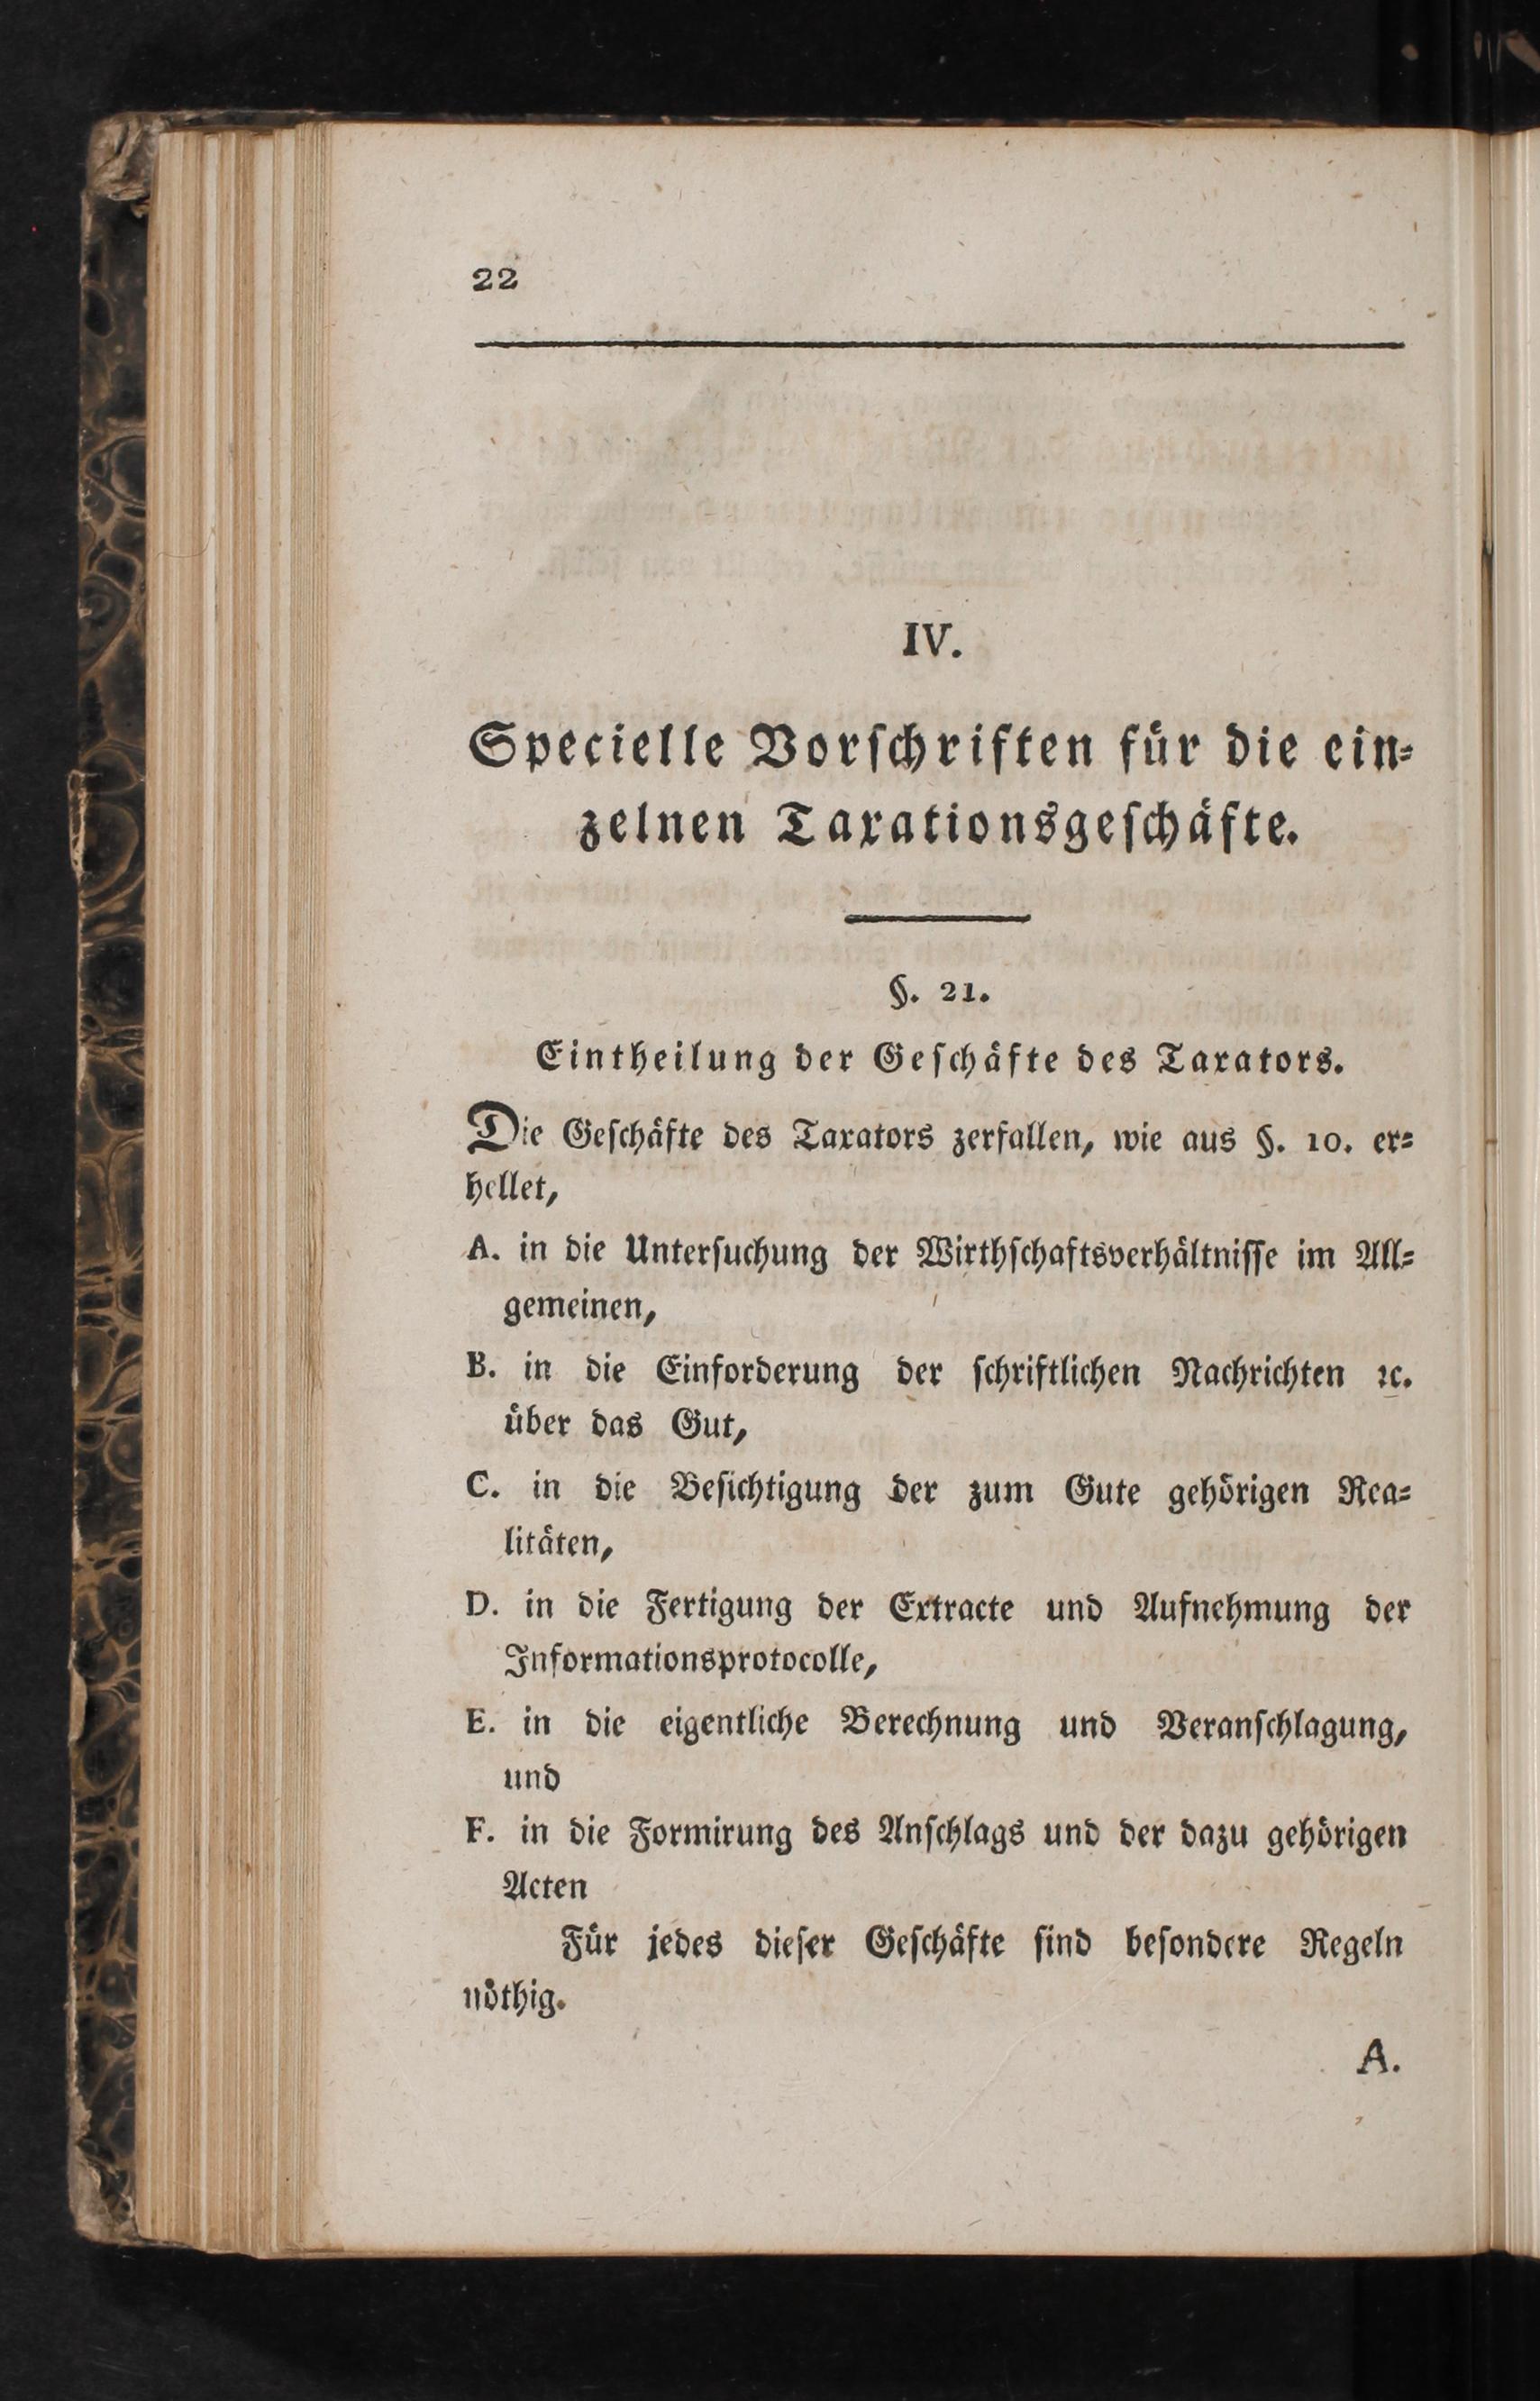 22
IV.
Specielle Vorſchriften für die ein⸗
zelnen Taxationsgeſchäfte.
§. 21.
Eintheilung der Geſchäfte des Taxators.
Die Geſchäfte des Taxators zerfallen, wie aus §. 10. er⸗
hellet,
A. in die Unterſuchung der Wirthſchaftsverhältniſſe im All⸗
gemeinen,
B. in die Einforderung der ſchriftlichen Nachrichten ꝛc.
über das Gut,
C. in die Beſichtigung der zum Gute gehörigen Rea⸗
litäten,
D. in die Fertigung der Extracte und Aufnehmung der
Informationsprotocolle,
E. in die eigentliche Berechnung und Veranſchlagung,
und
F. in die Formirung des Anſchlags und der dazu gehörigen
Acten
Für jedes dieſer Geſchäfte ſind beſondere Regeln
nöthig.
A.